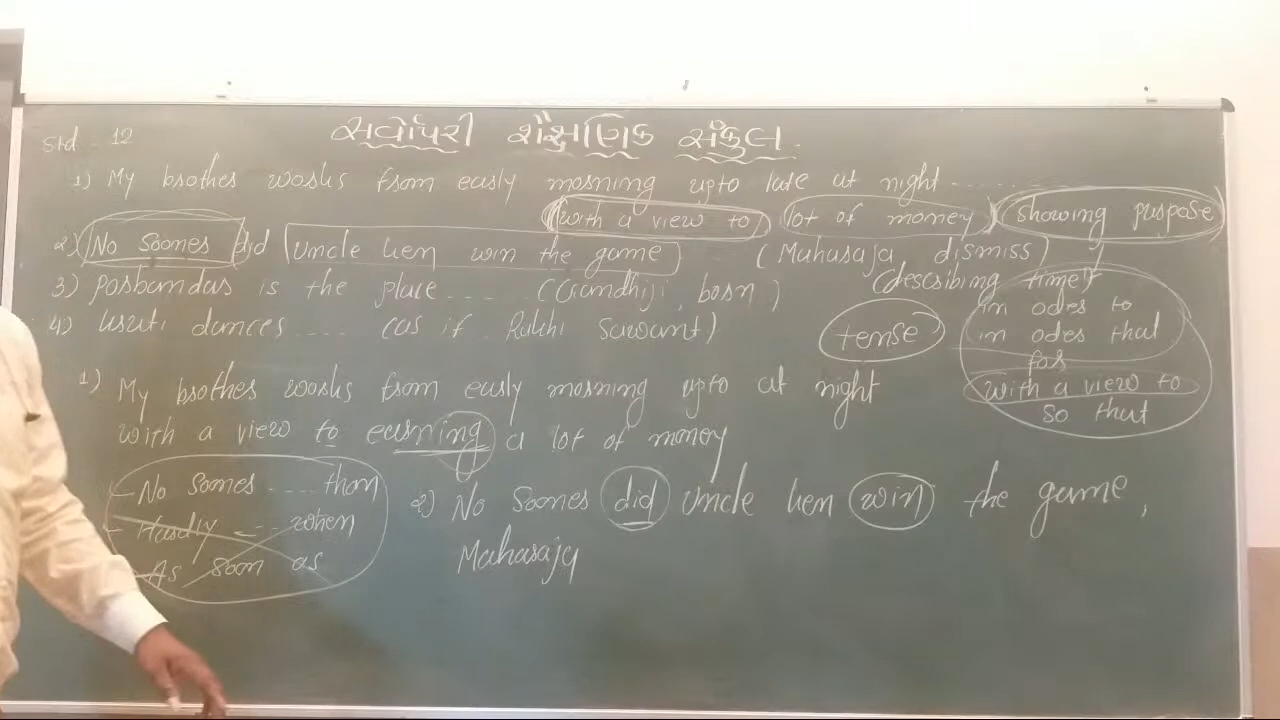 Std - 12
સર્વોપરી શૈક્ષણિક સંકુલ.
1) My brother works from early morning upto late at night ..........
(with a view to) (lot of money) (showing purpose)
2) No Sooner did Uncle Ken win the game (Maharaja dismiss)
(describing time)
3) Porbandar is the place .... (Gandhiji, born)
4) Kruti dances .... (as if Rakhi Sawant)
tense
in order to
in order that
for
with a view to
so that
1) My brother works from early morning upto at night
with a view to earning a lot of money
- No Sooner .... than
- Hardly - -- when
- As soon as
2) No Sooner did Uncle Ken win the game,
Maharaja